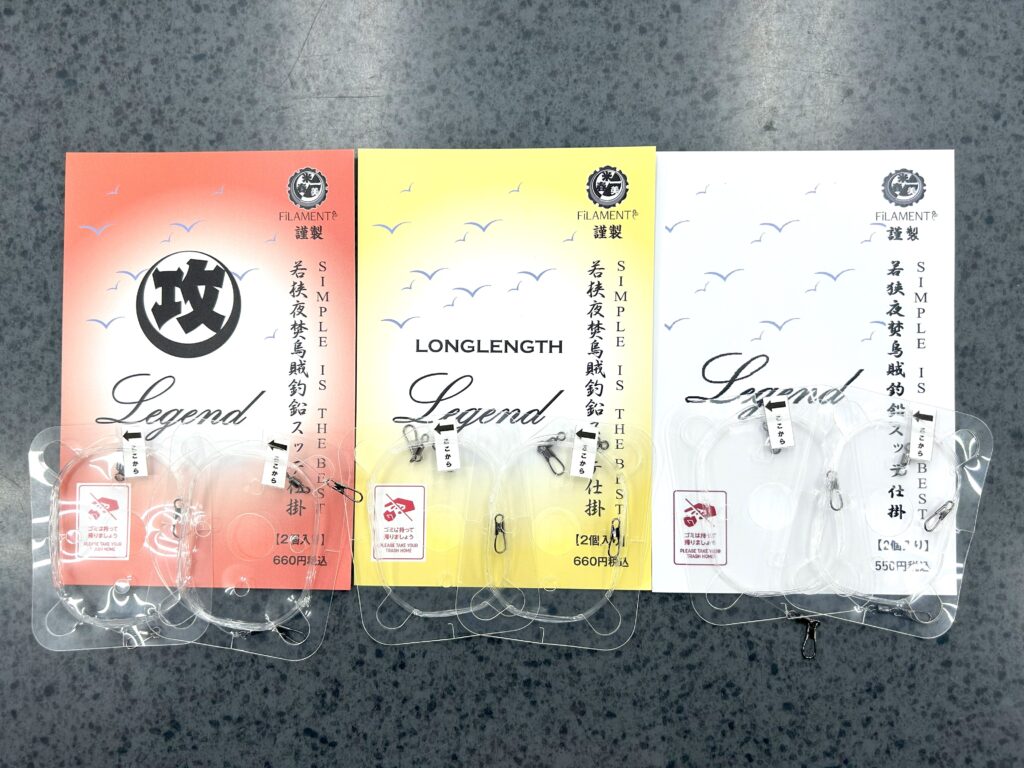 FiLAMENT
謹製
SIMPLE IS THE BEST
若狭夜焚烏賊釣鉛スッテ仕掛
攻
Legend
ここから
ここから
ゴミは持って
帰りましょう
PLEASE TAKE YOUR
TRASH HOME
【2個入り】
660円税込
FiLAMENT
謹製
SIMPLE IS THE BEST
若狭夜焚烏賊釣鉛スッテ仕掛
LONGLENGTH
Legend
ここから
ここから
ゴミは持って
帰りましょう
PLEASE TAKE YOUR
TRASH HOME
【2個入り】
660円税込
FiLAMENT
謹製
SIMPLE IS THE BEST
若狭夜焚烏賊釣鉛スッテ仕掛
Legend
ここから
ここから
ゴミは持って
帰りましょう
PLEASE TAKE YOUR
TRASH HOME
【2個入り】
550円税込